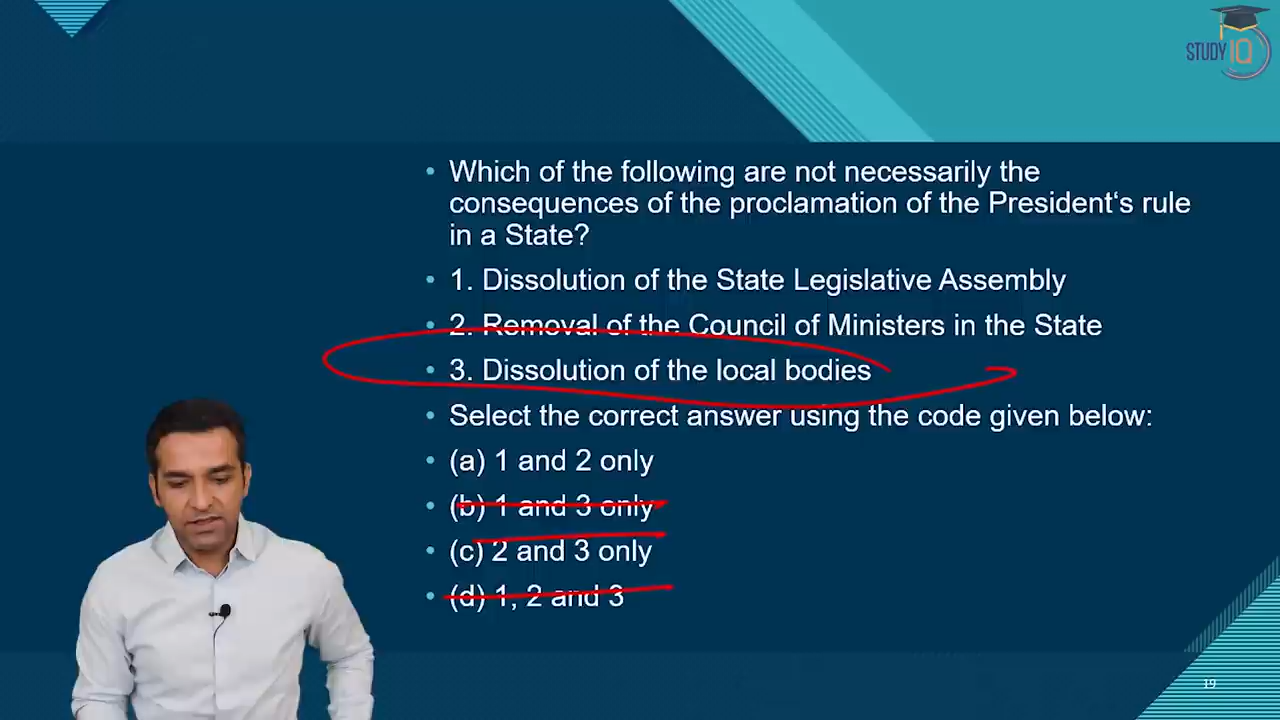 STUDY IQ
• Which of the following are not necessarily the
consequences of the proclamation of the President‘s rule
in a State?
• 1. Dissolution of the State Legislative Assembly
• 2. Removal of the Council of Ministers in the State
• 3. Dissolution of the local bodies
• Select the correct answer using the code given below:
• (a) 1 and 2 only
• (b) 1 and 3 only
• (c) 2 and 3 only
• (d) 1, 2 and 3
19